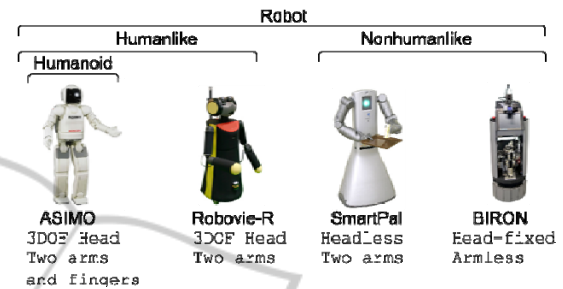 Robot
Humanlike Nonhumanlike
Humanoid
ASIMO Robovie-R SmartPal BIRON
3DOF Head 3DOF Head Headless Head-fixed
Two arms Two arms Two arms Armless
and fingers